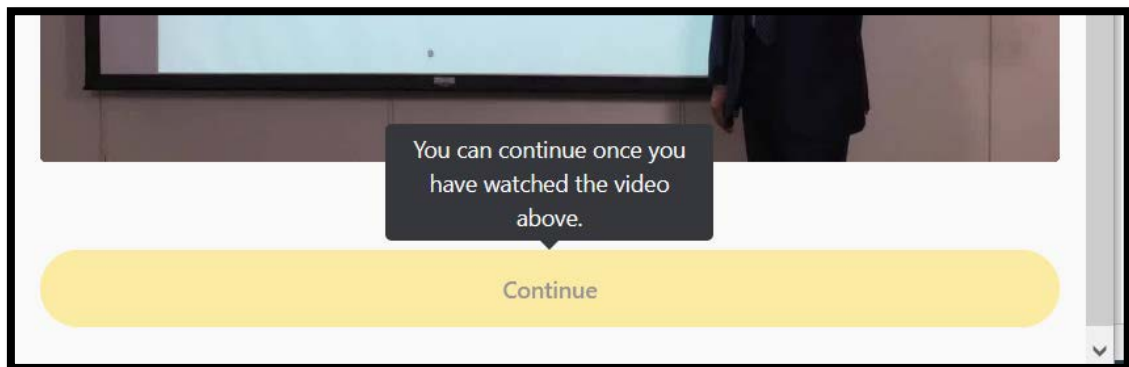 You can continue once you
have watched the video
above.
Continue